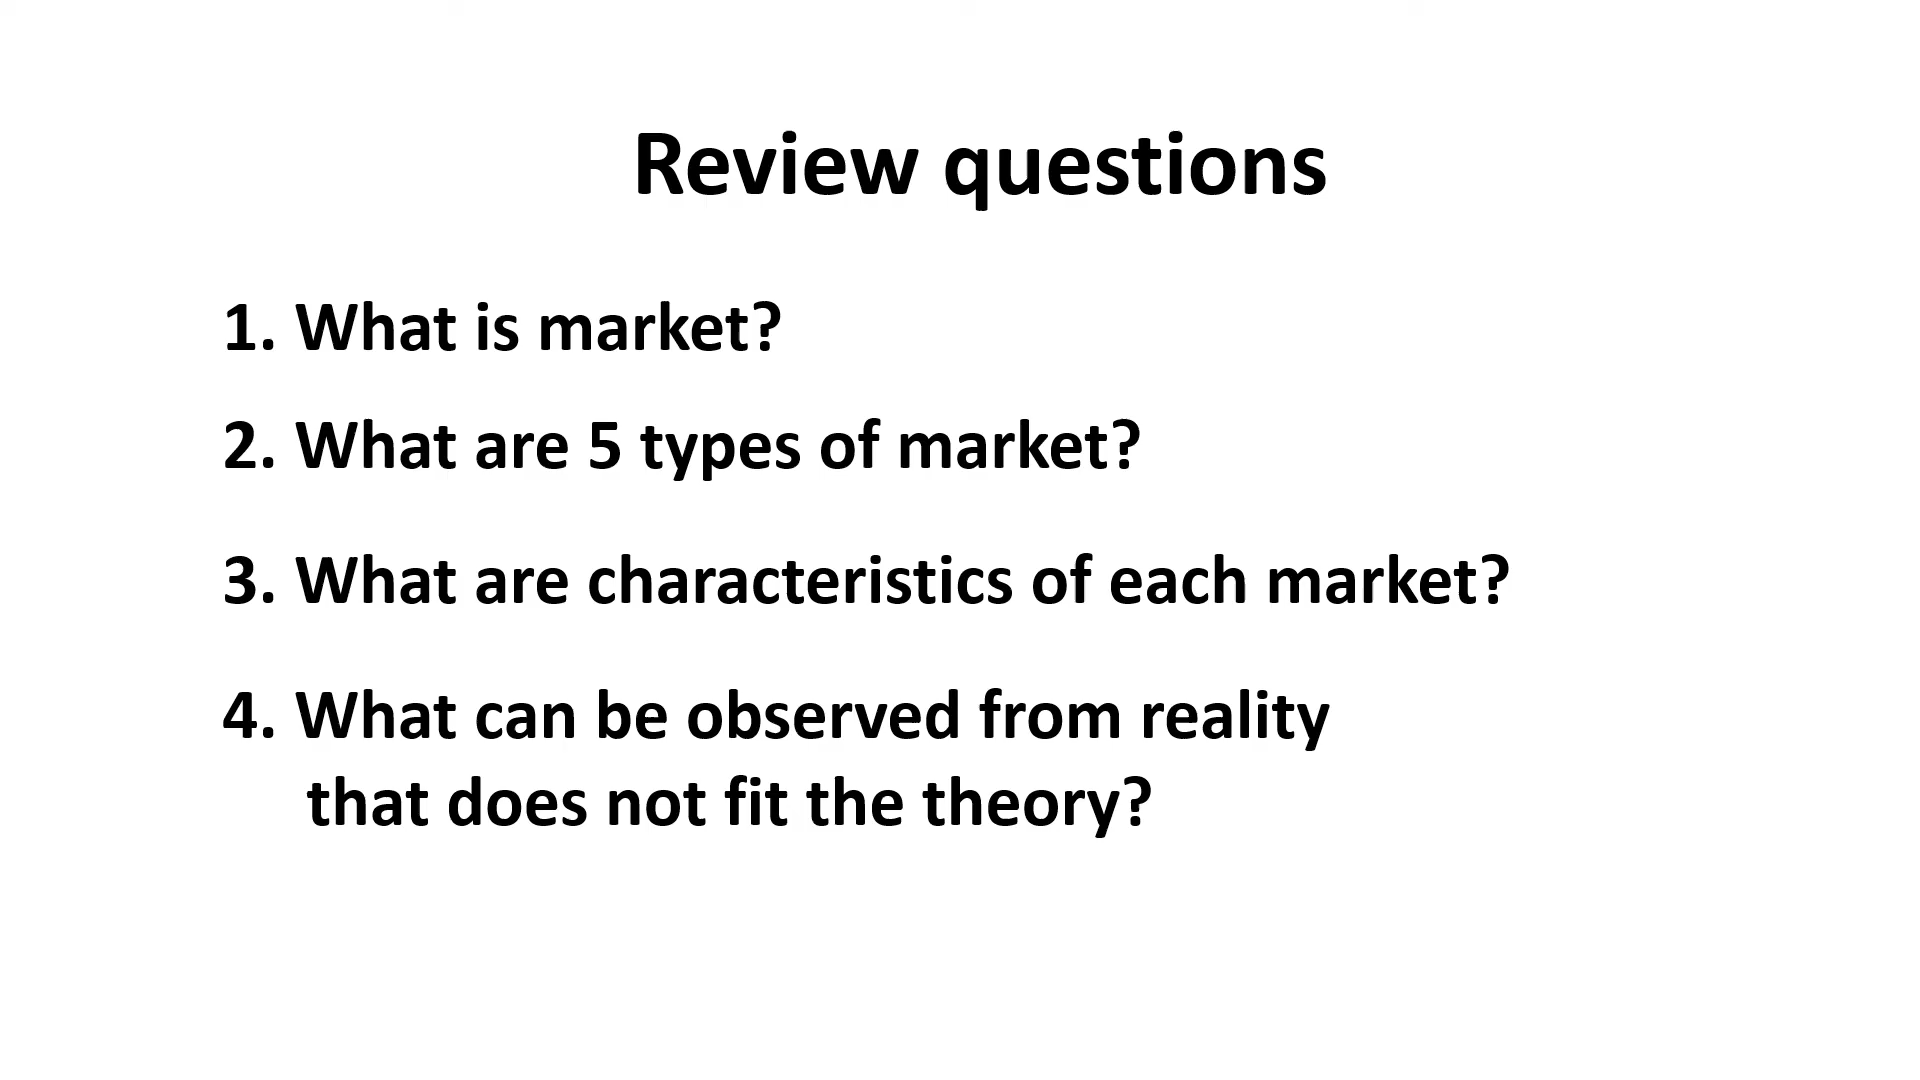 Review questions
1. What is market?
2. What are 5 types of market?
3. What are characteristics of each market?
4. What can be observed from reality
that does not fit the theory?